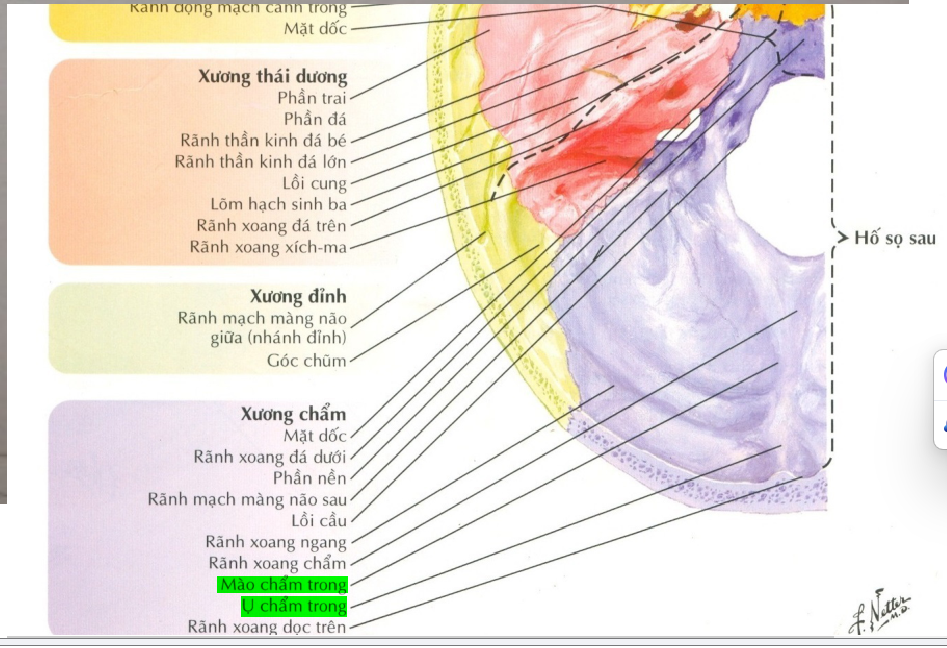 Rãnh động mạch cảnh trong
Mặt dốc
Xương thái dương
Phần trai
Phần đá
Rãnh thần kinh đá bé
Rãnh thần kinh đá lớn
Lồi cung
Lõm hạch sinh ba
Rãnh xoang đá trên
Rãnh xoang xích-ma
Hố sọ sau
Xương đỉnh
Rãnh mạch màng não
giữa (nhánh đỉnh)
Góc chũm
Xương chẩm
Mặt dốc
Rãnh xoang đá dưới
Phần nền
Rãnh mạch màng não sau
Lồi cầu
Rãnh xoang ngang
Rãnh xoang chẩm
Mào chẩm trong
Ụ chẩm trong
Rãnh xoang dọc trên
F. Netter
M.D.